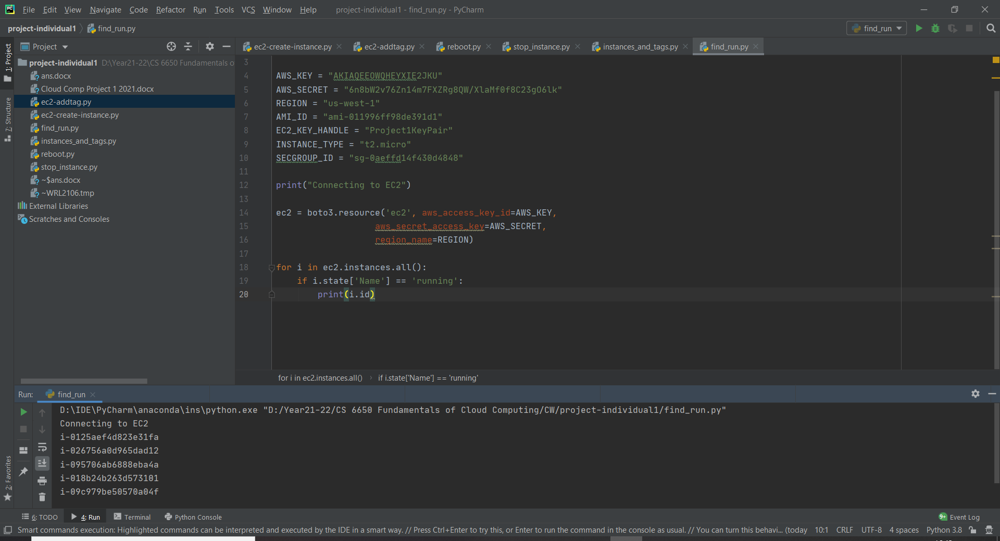 File Edit View Navigate Code Refactor Run Tools VCS Window Help project-individual1 - find_run.py - PyCharm
project-individual1 find_run.py find_run
Project
ec2-create-instance.py ec2-addtag.py reboot.py stop_instance.py instances_and_tags.py find_run.py
1: Project
7: Structure
2: Favorites
project-individual1 D:\Year21-22\CS 6650 Fundamentals o
ans.docx
Cloud Comp Project 1 2021.docx
ec2-addtag.py
ec2-create-instance.py
find_run.py
instances_and_tags.py
reboot.py
stop_instance.py
~$ans.docx
~WRL2106.tmp
External Libraries
Scratches and Consoles
3
4 AWS_KEY = "AKIAQEEOWQHEYXIE2JKU"
5 AWS_SECRET = "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"
6 REGION = "us-west-1"
7 AMI_ID = "ami-011996ff98de391d1"
8 EC2_KEY_HANDLE = "Project1KeyPair"
9 INSTANCE_TYPE = "t2.micro"
10 SECGROUP_ID = "sg-0aeffd14f430d4848"
11
12 print("Connecting to EC2")
13
14 ec2 = boto3.resource('ec2', aws_access_key_id=AWS_KEY,
15 aws_secret_access_key=AWS_SECRET,
16 region_name=REGION)
17
18 for i in ec2.instances.all():
19 if i.state['Name'] == 'running':
20 print(i.id)
for i in ec2.instances.all() › if i.state['Name'] == 'running'
Run: find_run
D:\IDE\PyCharm\anaconda\ins\python.exe "D:/Year21-22/CS 6650 Fundamentals of Cloud Computing/CW/project-individual1/find_run.py"
Connecting to EC2
i-0125aef4d823e31fa
i-026756a0d965dad12
i-095706ab6888eba4a
i-018b24b263d573101
i-09c979be50570a04f
6: TODO 4: Run Terminal Python Console 9+ Event Log
Smart commands execution: Highlighted commands can be interpreted and executed by the IDE in a smart way. // Press Ctrl+Enter to try this, or Enter to run the command in the console as usual. // You can turn this behavi... (today 10:1 CRLF UTF-8 4 spaces Python 3.8